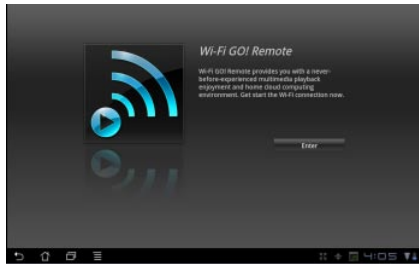 Wi-Fi GO! Remote
Wi-Fi GO! Remote provides you with a never-
before-experienced multimedia playback
enjoyment and home cloud computing
environment. Get start the Wi-Fi connection now.
Enter
4:05